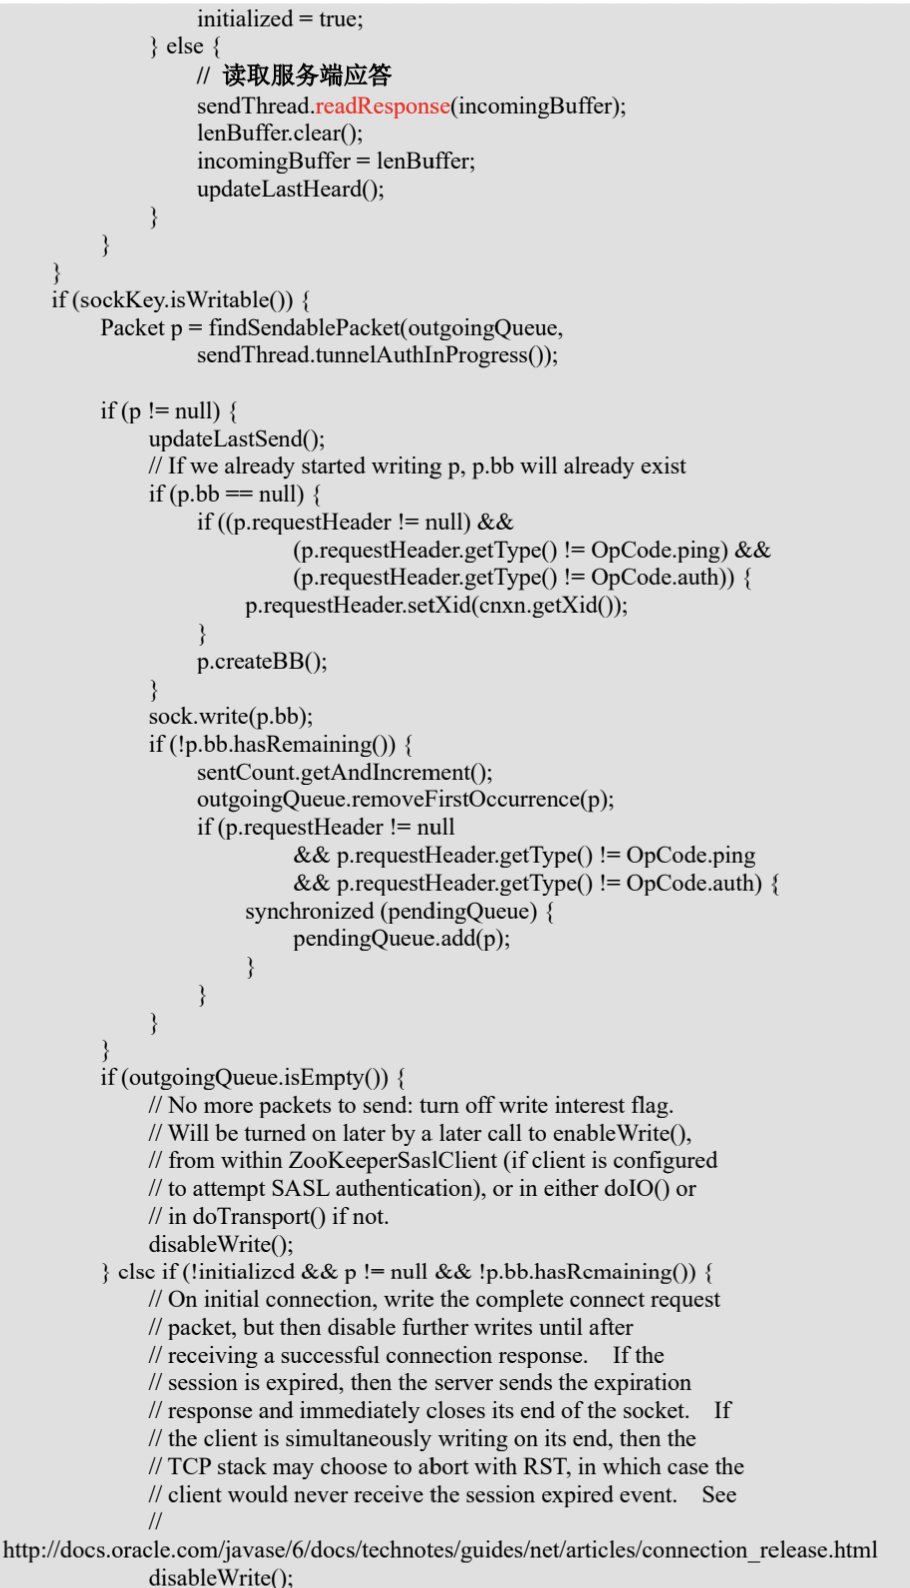 initialized = true;
} else {
// 读取服务端应答
sendThread.readResponse(incomingBuffer);
lenBuffer.clear();
incomingBuffer = lenBuffer;
updateLastHeard();
}
}
}
if (sockKey.isWritable()) {
Packet p = findSendablePacket(outgoingQueue,
sendThread.tunnelAuthInProgress());
if (p != null) {
updateLastSend();
// If we already started writing p, p.bb will already exist
if (p.bb == null) {
if ((p.requestHeader != null) &&
(p.requestHeader.getType() != OpCode.ping) &&
(p.requestHeader.getType() != OpCode.auth)) {
p.requestHeader.setXid(cnxn.getXid());
}
p.createBB();
}
sock.write(p.bb);
if (!p.bb.hasRemaining()) {
sentCount.getAndIncrement();
outgoingQueue.removeFirstOccurrence(p);
if (p.requestHeader != null
&& p.requestHeader.getType() != OpCode.ping
&& p.requestHeader.getType() != OpCode.auth) {
synchronized (pendingQueue) {
pendingQueue.add(p);
}
}
}
}
if (outgoingQueue.isEmpty()) {
// No more packets to send: turn off write interest flag.
// Will be turned on later by a later call to enableWrite(),
// from within ZooKeeperSaslClient (if client is configured
// to attempt SASL authentication), or in either doIO() or
// in doTransport() if not.
disableWrite();
} else if (!initialized && p != null && !p.bb.hasRemaining()) {
// On initial connection, write the complete connect request
// packet, but then disable further writes until after
// receiving a successful connection response. If the
// session is expired, then the server sends the expiration
// response and immediately closes its end of the socket. If
// the client is simultaneously writing on its end, then the
// TCP stack may choose to abort with RST, in which case the
// client would never receive the session expired event. See
//
http://docs.oracle.com/javase/6/docs/technotes/guides/net/articles/connection_release.html
disableWrite();